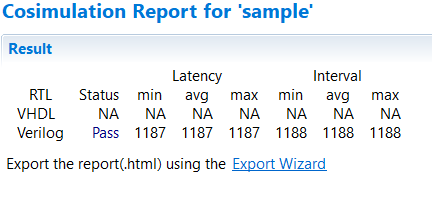 Cosimulation Report for 'sample'
Result
Latency Interval
RTL Status min avg max min avg max
VHDL NA NA NA NA NA NA NA
Verilog Pass 1187 1187 1187 1188 1188 1188
Export the report(.html) using the Export Wizard